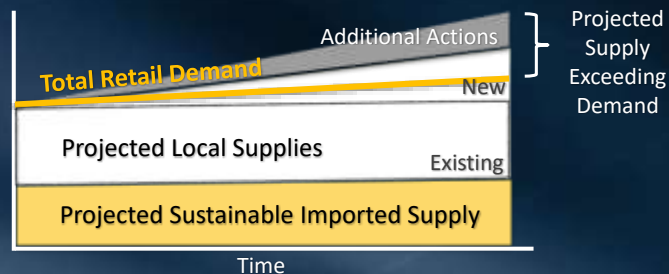 Additional Actions
Total Retail Demand
New
Projected Local Supplies
Existing
Projected Sustainable Imported Supply
Time
Projected
Supply
Exceeding
Demand